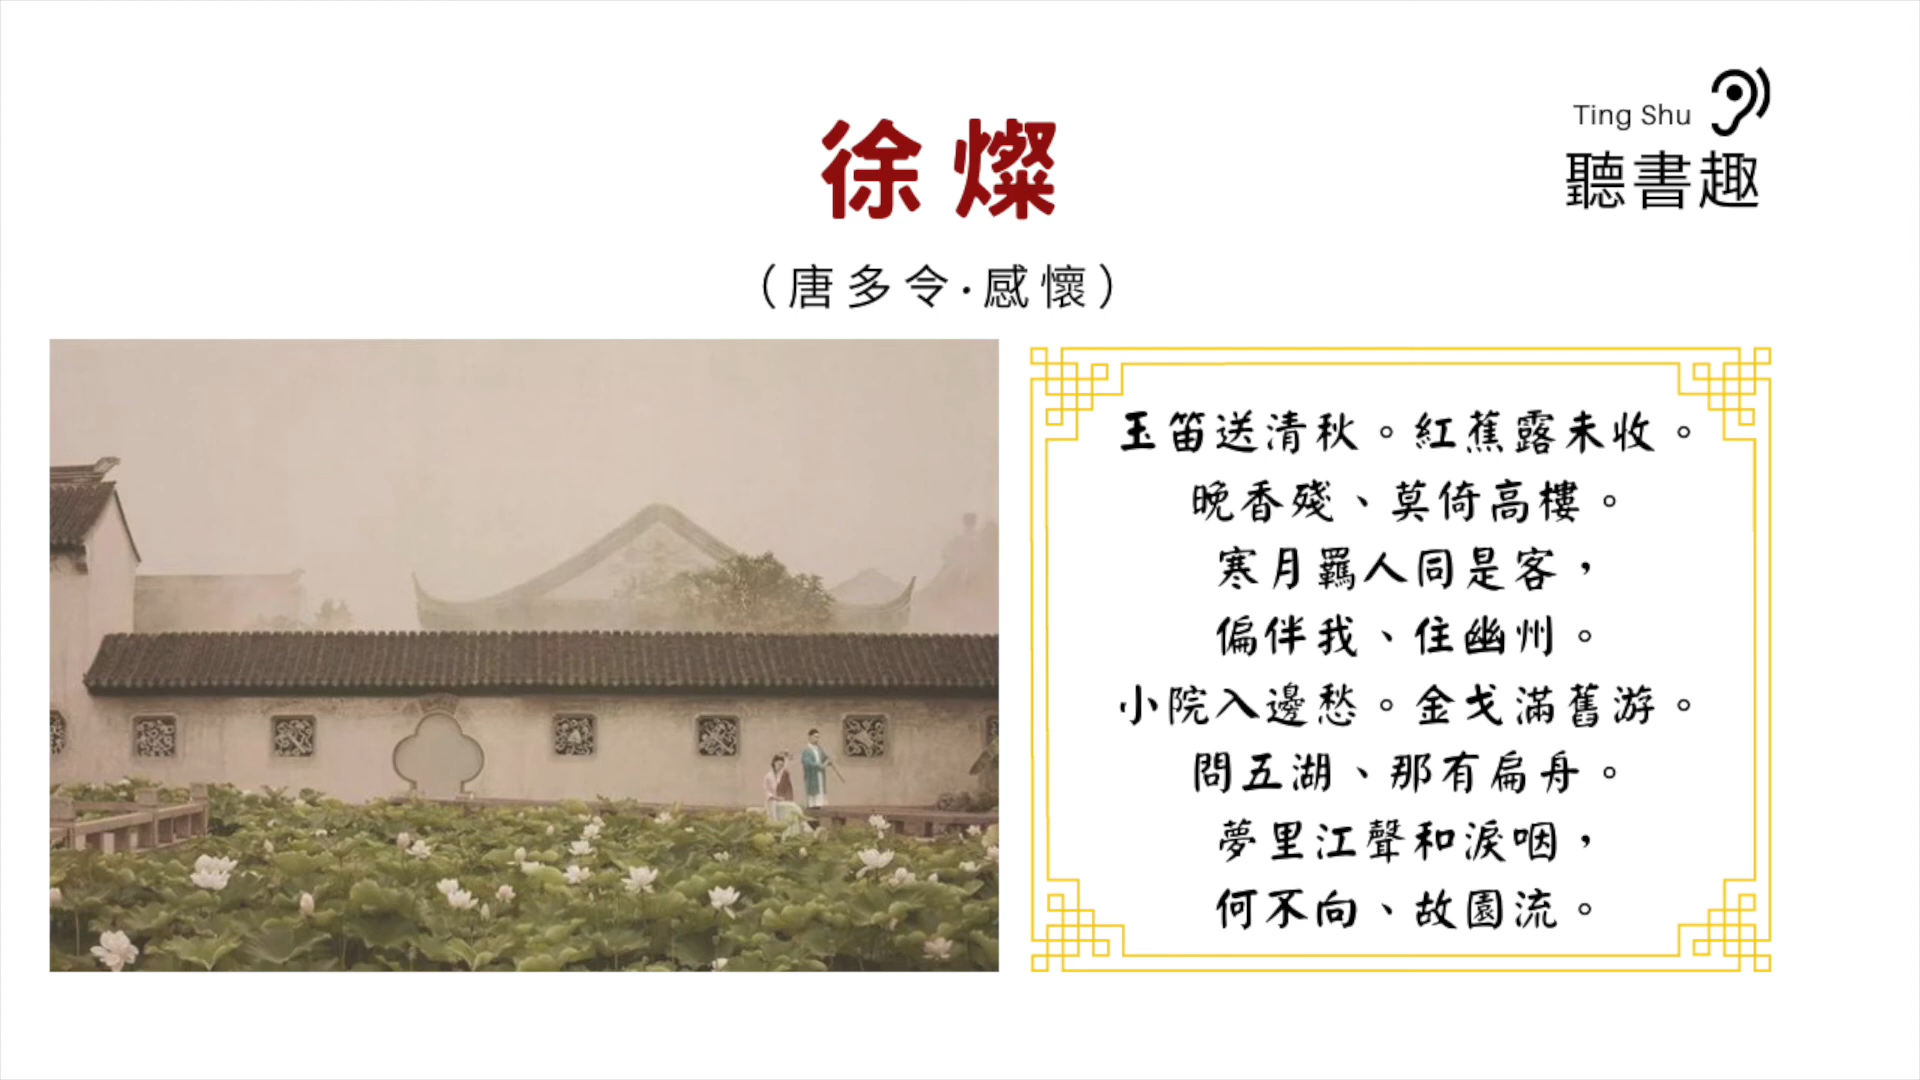 徐燦
Ting Shu
聽書趣
（唐多令·感懷）
玉笛送清秋。紅蕉露未收。
晚香殘、莫倚高樓。
寒月羈人同是客，
偏伴我、住幽州。
小院入邊愁。金戈滿舊游。
問五湖、那有扁舟。
夢里江聲和淚咽，
何不向、故園流。